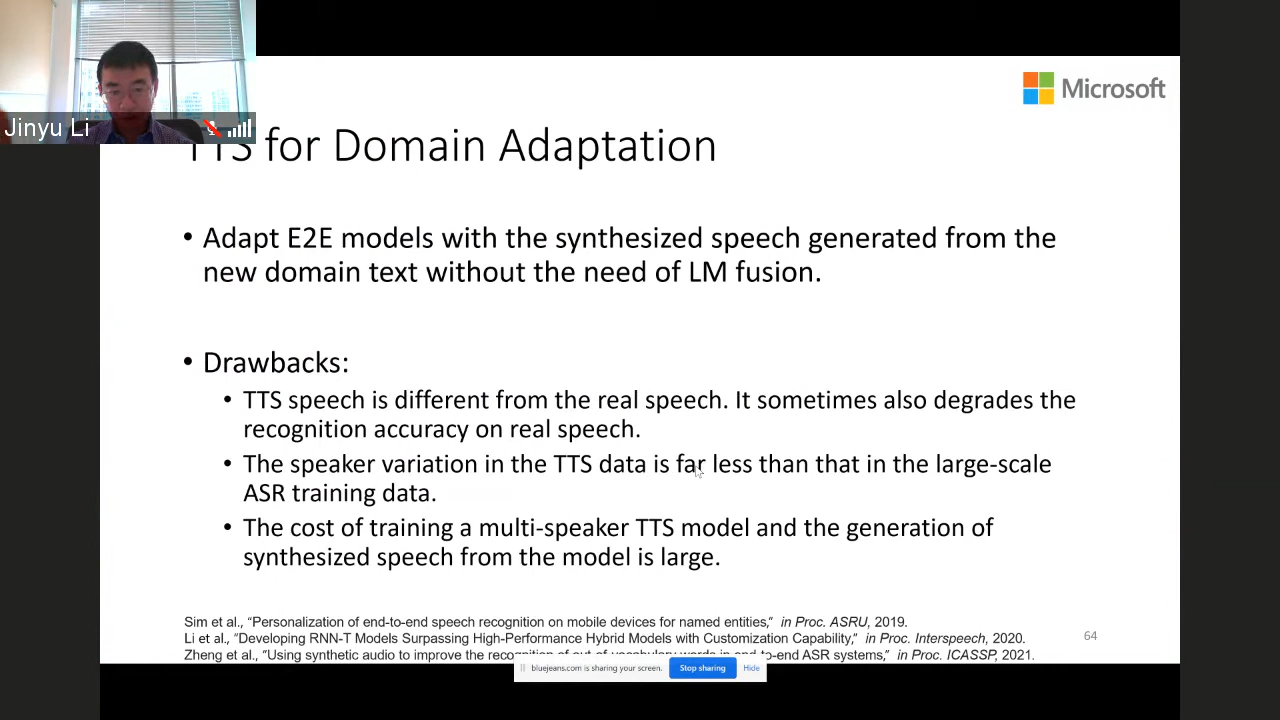 Jinyu Li
Microsoft
TTS for Domain Adaptation
• Adapt E2E models with the synthesized speech generated from the
new domain text without the need of LM fusion.
• Drawbacks:
• TTS speech is different from the real speech. It sometimes also degrades the
recognition accuracy on real speech.
• The speaker variation in the TTS data is far less than that in the large-scale
ASR training data.
• The cost of training a multi-speaker TTS model and the generation of
synthesized speech from the model is large.
Sim et al., “Personalization of end-to-end speech recognition on mobile devices for named entities,” in Proc. ASRU, 2019.
Li et al., “Developing RNN-T Models Surpassing High-Performance Hybrid Models with Customization Capability,” in Proc. Interspeech, 2020.
64
Zheng et al., “Using synthetic audio to improve the recognition of out-of-vocabulary words in end-to-end ASR systems,” in Proc. ICASSP, 2021.
bluejeans.com is sharing your screen.
Stop sharing
Hide